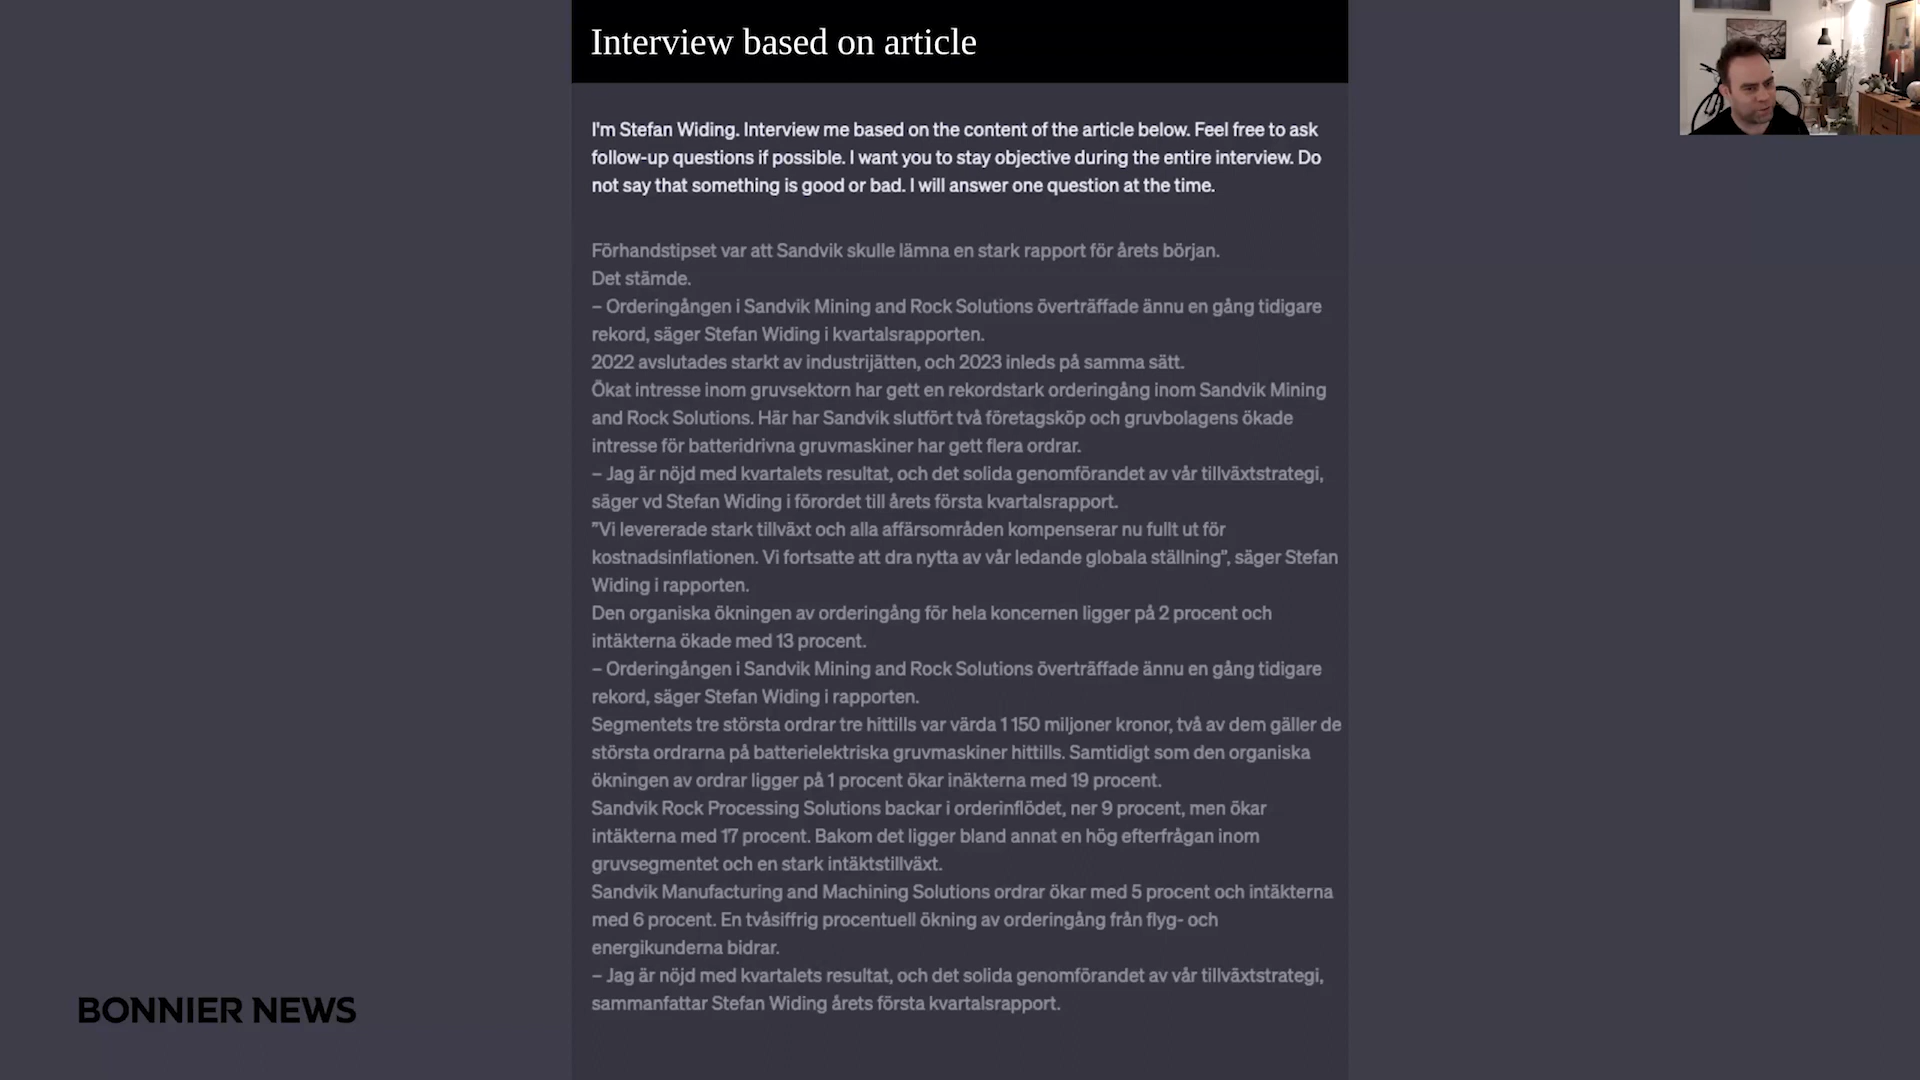 Interview based on article
I'm Stefan Widing. Interview me based on the content of the article below. Feel free to ask
follow-up questions if possible. I want you to stay objective during the entire interview. Do
not say that something is good or bad. I will answer one question at the time.
Förhandstipset var att Sandvik skulle lämna en stark rapport för årets början.
Det stämde.
– Orderingången i Sandvik Mining and Rock Solutions överträffade ännu en gång tidigare
rekord, säger Stefan Widing i kvartalsrapporten.
2022 avslutades starkt av industrijätten, och 2023 inleds på samma sätt.
Ökat intresse inom gruvsektorn har gett en rekordstark orderingång inom Sandvik Mining
and Rock Solutions. Här har Sandvik slutfört två företagsköp och gruvbolagens ökade
intresse för batteridrivna gruvmaskiner har gett flera ordrar.
– Jag är nöjd med kvartalets resultat, och det solida genomförandet av vår tillväxtstrategi,
säger vd Stefan Widing i förordet till årets första kvartalsrapport.
”Vi levererade stark tillväxt och alla affärsområden kompenserar nu fullt ut för
kostnadsinflationen. Vi fortsatte att dra nytta av vår ledande globala ställning”, säger Stefan
Widing i rapporten.
Den organiska ökningen av orderingång för hela koncernen ligger på 2 procent och
intäkterna ökade med 13 procent.
– Orderingången i Sandvik Mining and Rock Solutions överträffade ännu en gång tidigare
rekord, säger Stefan Widing i rapporten.
Segmentets tre största ordrar tre hittills var värda 1 150 miljoner kronor, två av dem gäller de
största ordrarna på batterielektriska gruvmaskiner hittills. Samtidigt som den organiska
ökningen av ordrar ligger på 1 procent ökar inäkterna med 19 procent.
Sandvik Rock Processing Solutions backar i orderinflödet, ner 9 procent, men ökar
intäkterna med 17 procent. Bakom det ligger bland annat en hög efterfrågan inom
gruvsegmentet och en stark intäktstillväxt.
Sandvik Manufacturing and Machining Solutions ordrar ökar med 5 procent och intäkterna
med 6 procent. En tvåsiffrig procentuell ökning av orderingång från flyg- och
energikunderna bidrar.
– Jag är nöjd med kvartalets resultat, och det solida genomförandet av vår tillväxtstrategi,
sammanfattar Stefan Widing årets första kvartalsrapport.
BONNIER NEWS